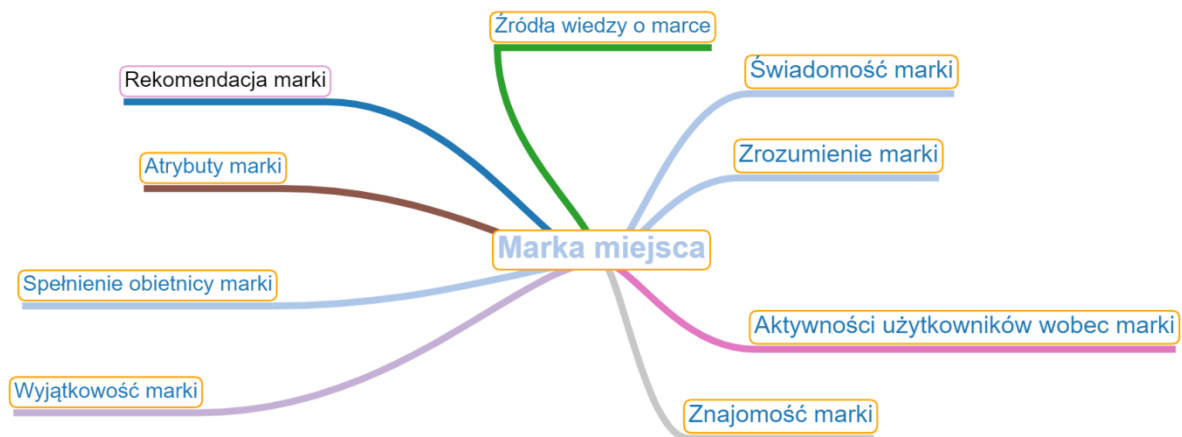 Źródła wiedzy o marce
Świadomość marki
Rekomendacja marki
Zrozumienie marki
Atrybuty marki
Marka miejsca
Spełnienie obietnicy marki
Aktywności użytkowników wobec marki
Wyjątkowość marki
Znajomość marki